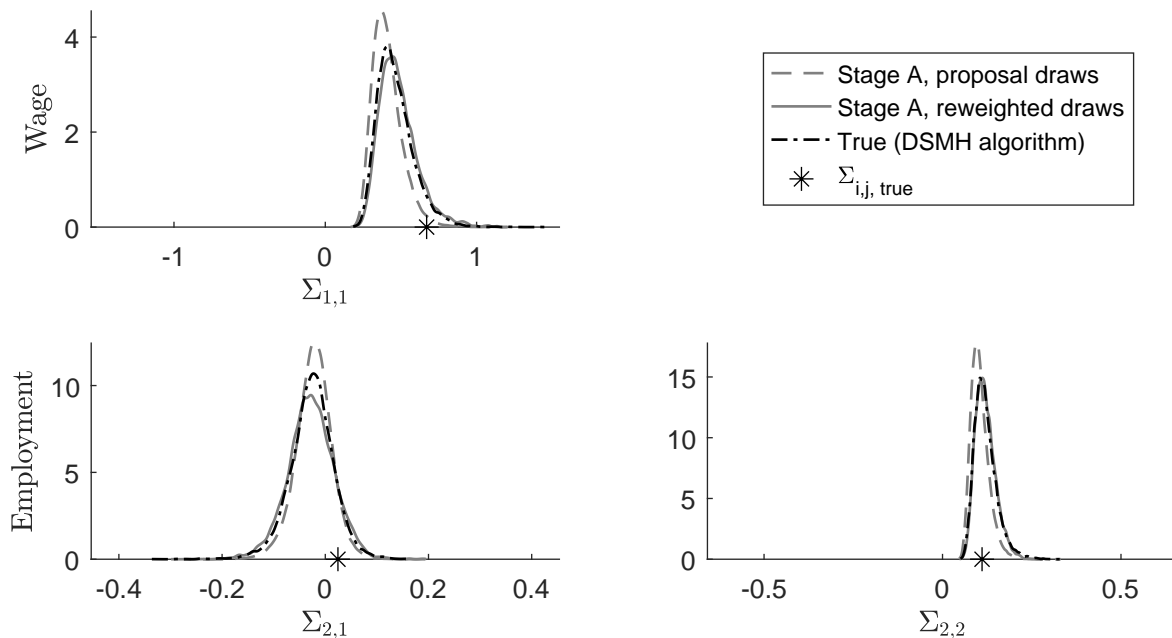 4
2
0
-1
0
1
Wage
Σ1,1
Stage A, proposal draws
Stage A, reweighted draws
True (DSMH algorithm)
Σi,j, true
10
5
0
-0.4
-0.2
0
0.2
0.4
Employment
Σ2,1
15
10
5
0
-0.5
0
0.5
Σ2,2